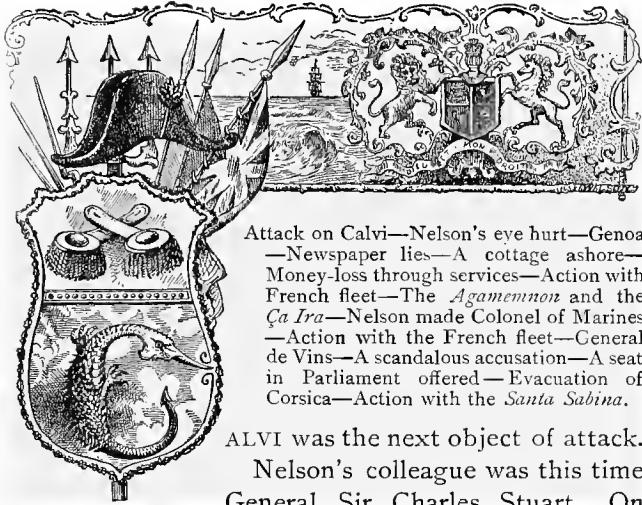 MON
Attack on Calvi—Nelson's eye hurt—Genoa
—Newspaper lies—A cottage ashore—
Money-loss through services—Action with
French fleet—The Agamemnon and the
Ça Ira—Nelson made Colonel of Marines
—Action with the French fleet—General
de Vins—A scandalous accusation—A seat
in Parliament offered—Evacuation of
Corsica—Action with the Santa Sabina.
ALVI was the next object of attack.
Nelson's colleague was this time
General Sir Charles Stuart. On